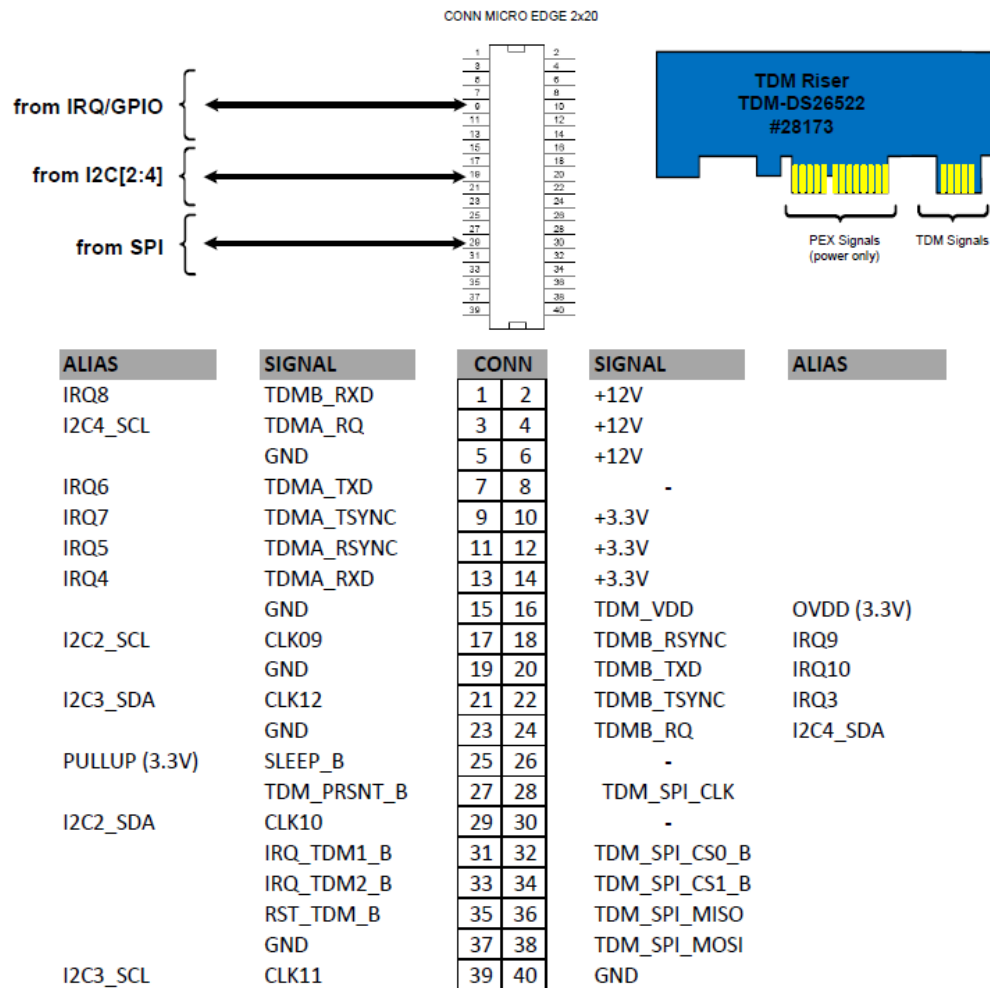 CONN MICRO EDGE 2x20
1 2
3 4
5 6
7 8
9 10
11 12
13 14
15 16
17 18
19 20
21 22
23 24
25 26
27 28
29 30
31 32
33 34
35 36
37 38
39 40
from IRQ/GPIO
from I2C[2:4]
from SPI
TDM Riser
TDM-DS26522
#28173
PEX Signals
(power only)
TDM Signals
ALIAS SIGNAL CONN SIGNAL ALIAS
IRQ8 TDMB_RXD 1 2 +12V
I2C4_SCL TDMA_RQ 3 4 +12V
GND 5 6 +12V
IRQ6 TDMA_TXD 7 8 -
IRQ7 TDMA_TSYNC 9 10 +3.3V
IRQ5 TDMA_RSYNC 11 12 +3.3V
IRQ4 TDMA_RXD 13 14 +3.3V
GND 15 16 TDM_VDD OVDD (3.3V)
I2C2_SCL CLK09 17 18 TDMB_RSYNC IRQ9
GND 19 20 TDMB_TXD IRQ10
I2C3_SDA CLK12 21 22 TDMB_TSYNC IRQ3
GND 23 24 TDMB_RQ I2C4_SDA
PULLUP (3.3V) SLEEP_B 25 26 -
TDM_PRSNT_B 27 28 TDM_SPI_CLK
I2C2_SDA CLK10 29 30 -
IRQ_TDM1_B 31 32 TDM_SPI_CS0_B
IRQ_TDM2_B 33 34 TDM_SPI_CS1_B
RST_TDM_B 35 36 TDM_SPI_MISO
GND 37 38 TDM_SPI_MOSI
I2C3_SCL CLK11 39 40 GND